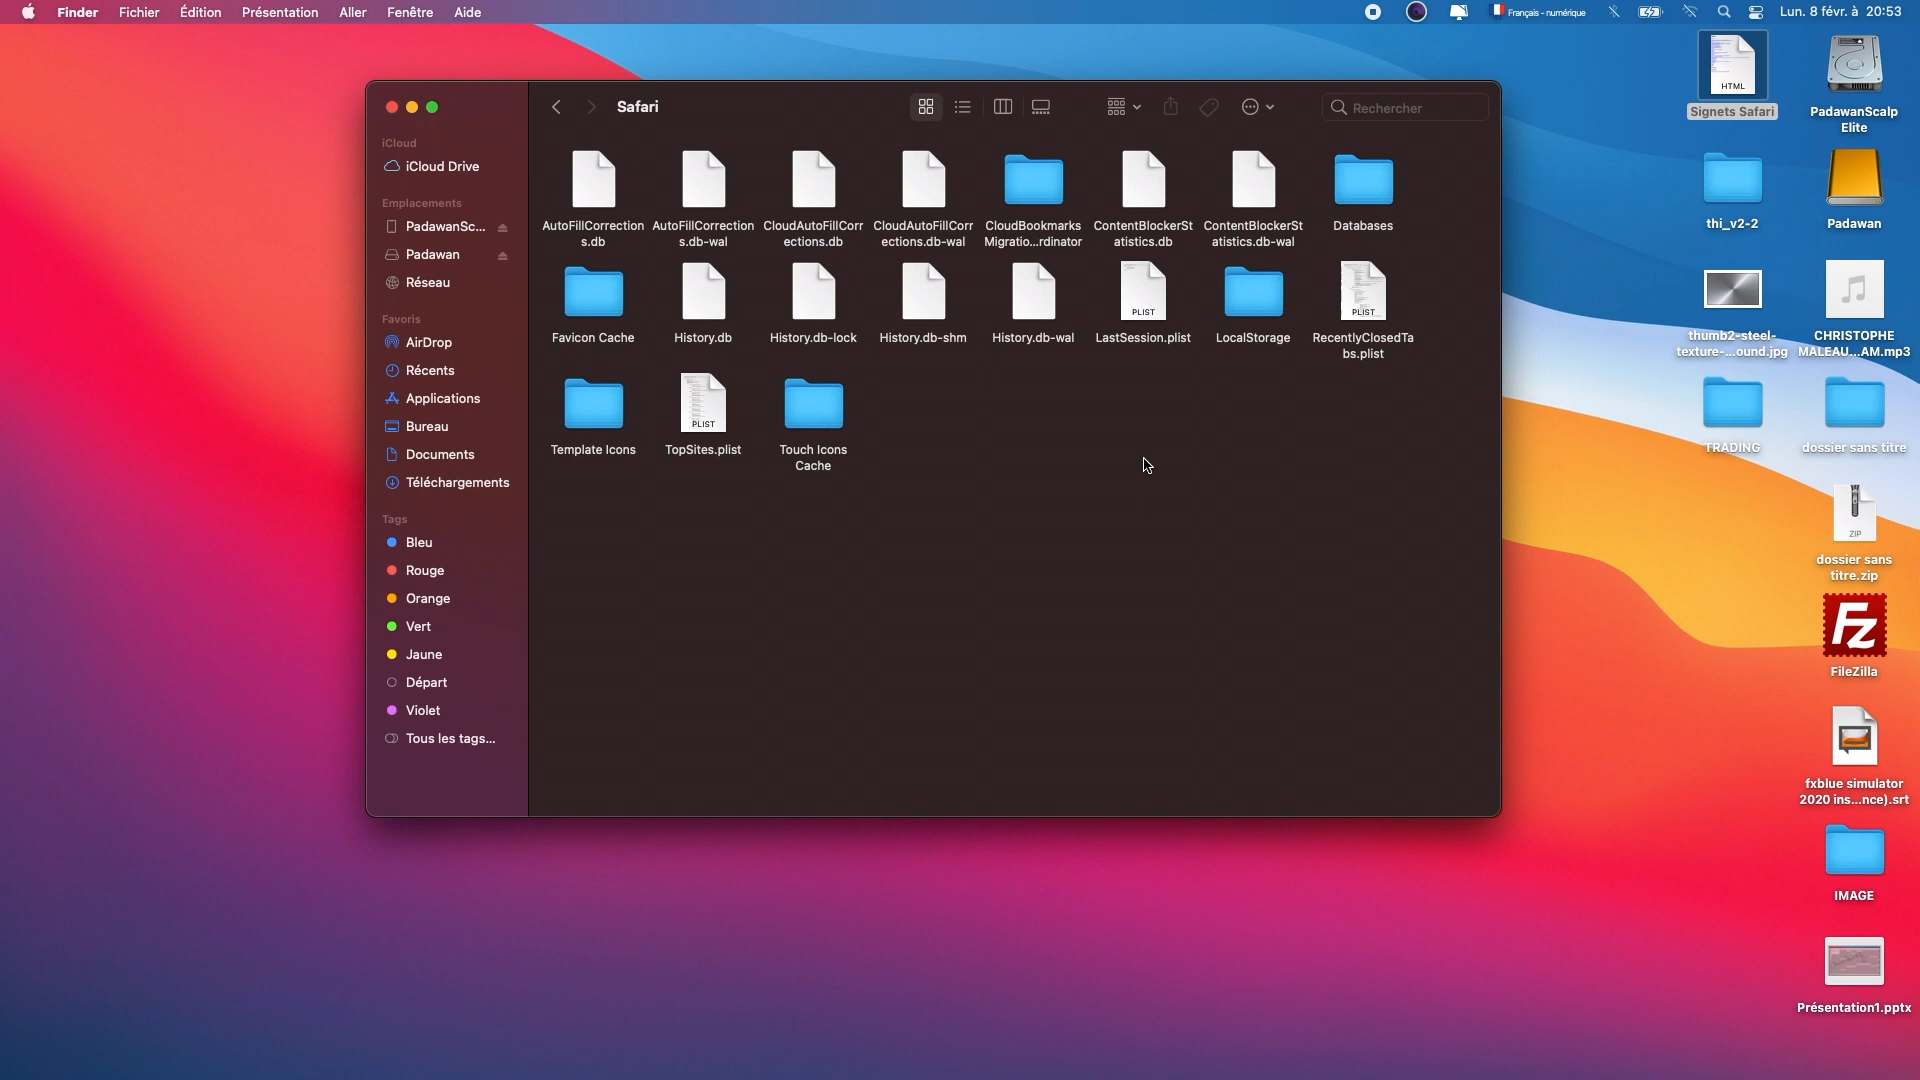 Finder Fichier Édition Présentation Aller Fenêtre Aide
Français - numérique
Lun. 8 févr. à 20:53
Safari
Rechercher
iCloud
iCloud Drive
Emplacements
PadawanSc...
Padawan
Réseau
Favoris
AirDrop
Récents
Applications
Bureau
Documents
Téléchargements
Tags
Bleu
Rouge
Orange
Vert
Jaune
Départ
Violet
Tous les tags...
AutoFillCorrection
s.db
AutoFillCorrection
s.db-wal
CloudAutoFillCorr
ections.db
CloudAutoFillCorr
ections.db-wal
CloudBookmarks
Migratio...rdinator
ContentBlockerSt
atistics.db
ContentBlockerSt
atistics.db-wal
Databases
Favicon Cache
History.db
History.db-lock
History.db-shm
History.db-wal
PLIST
LastSession.plist
LocalStorage
PLIST
RecentlyClosedTa
bs.plist
Template Icons
PLIST
TopSites.plist
Touch Icons
Cache
HTML
Signets Safari
PadawanScalp
Elite
thi_v2-2
Padawan
thumb2-steel-
texture-...ound.jpg
CHRISTOPHE
MALEAU...AM.mp3
TRADING
dossier sans titre
ZIP
dossier sans
titre.zip
Fz
FileZilla
fxblue simulator
2020 ins...nce).srt
IMAGE
Présentation1.pptx